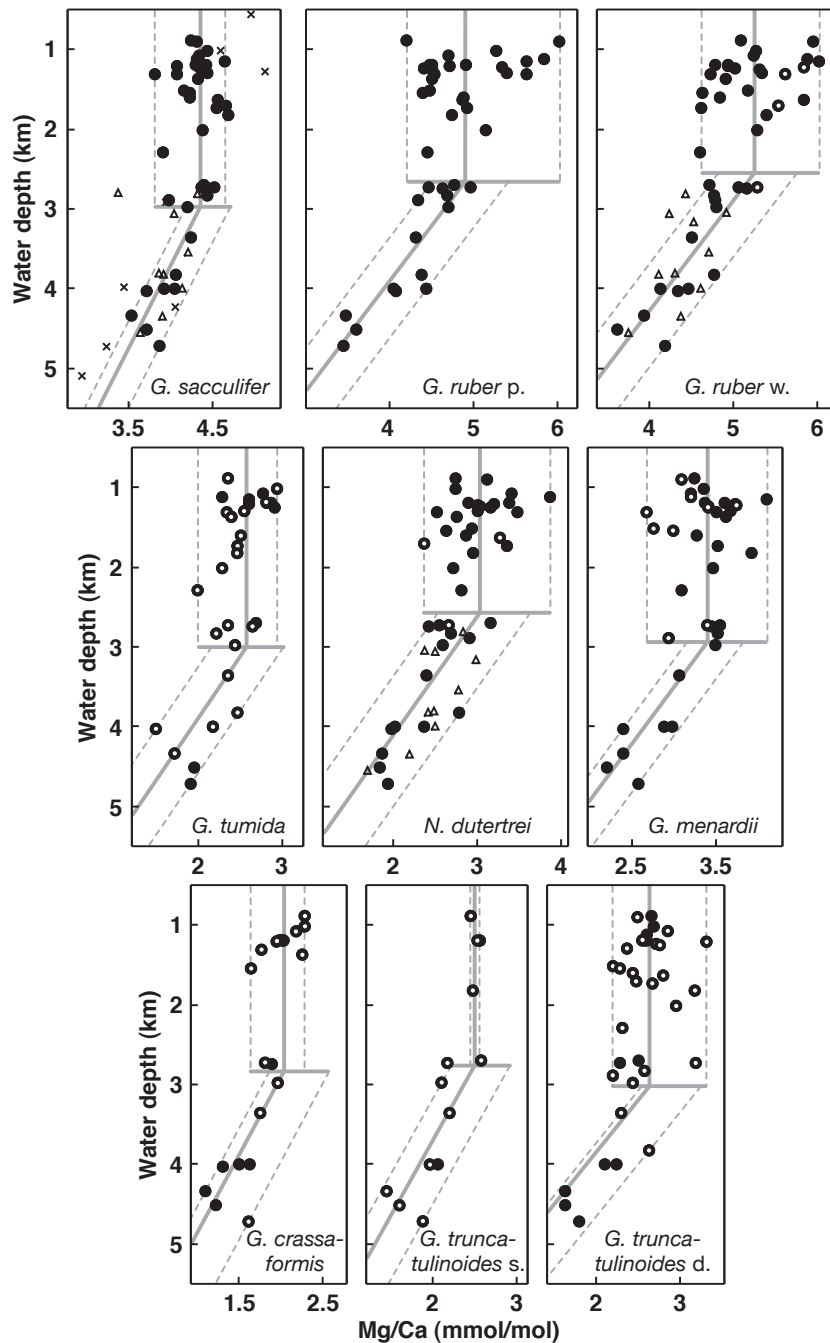 1
2
3
4
5
Water depth (km)
3.5 4.5
G. sacculifer
4 5 6
G. ruber p.
4 5 6
G. ruber w.
1
2
3
4
5
Water depth (km)
2 3
G. tumida
2 3 4
N. dutertrei
2.5 3.5
G. menardii
1
2
3
4
5
Water depth (km)
1.5 2.5
G. crassa-
formis
2 3
G. trunca-
tulinoides s.
2 3
G. trunca-
tulinoides d.
Mg/Ca (mmol/mol)